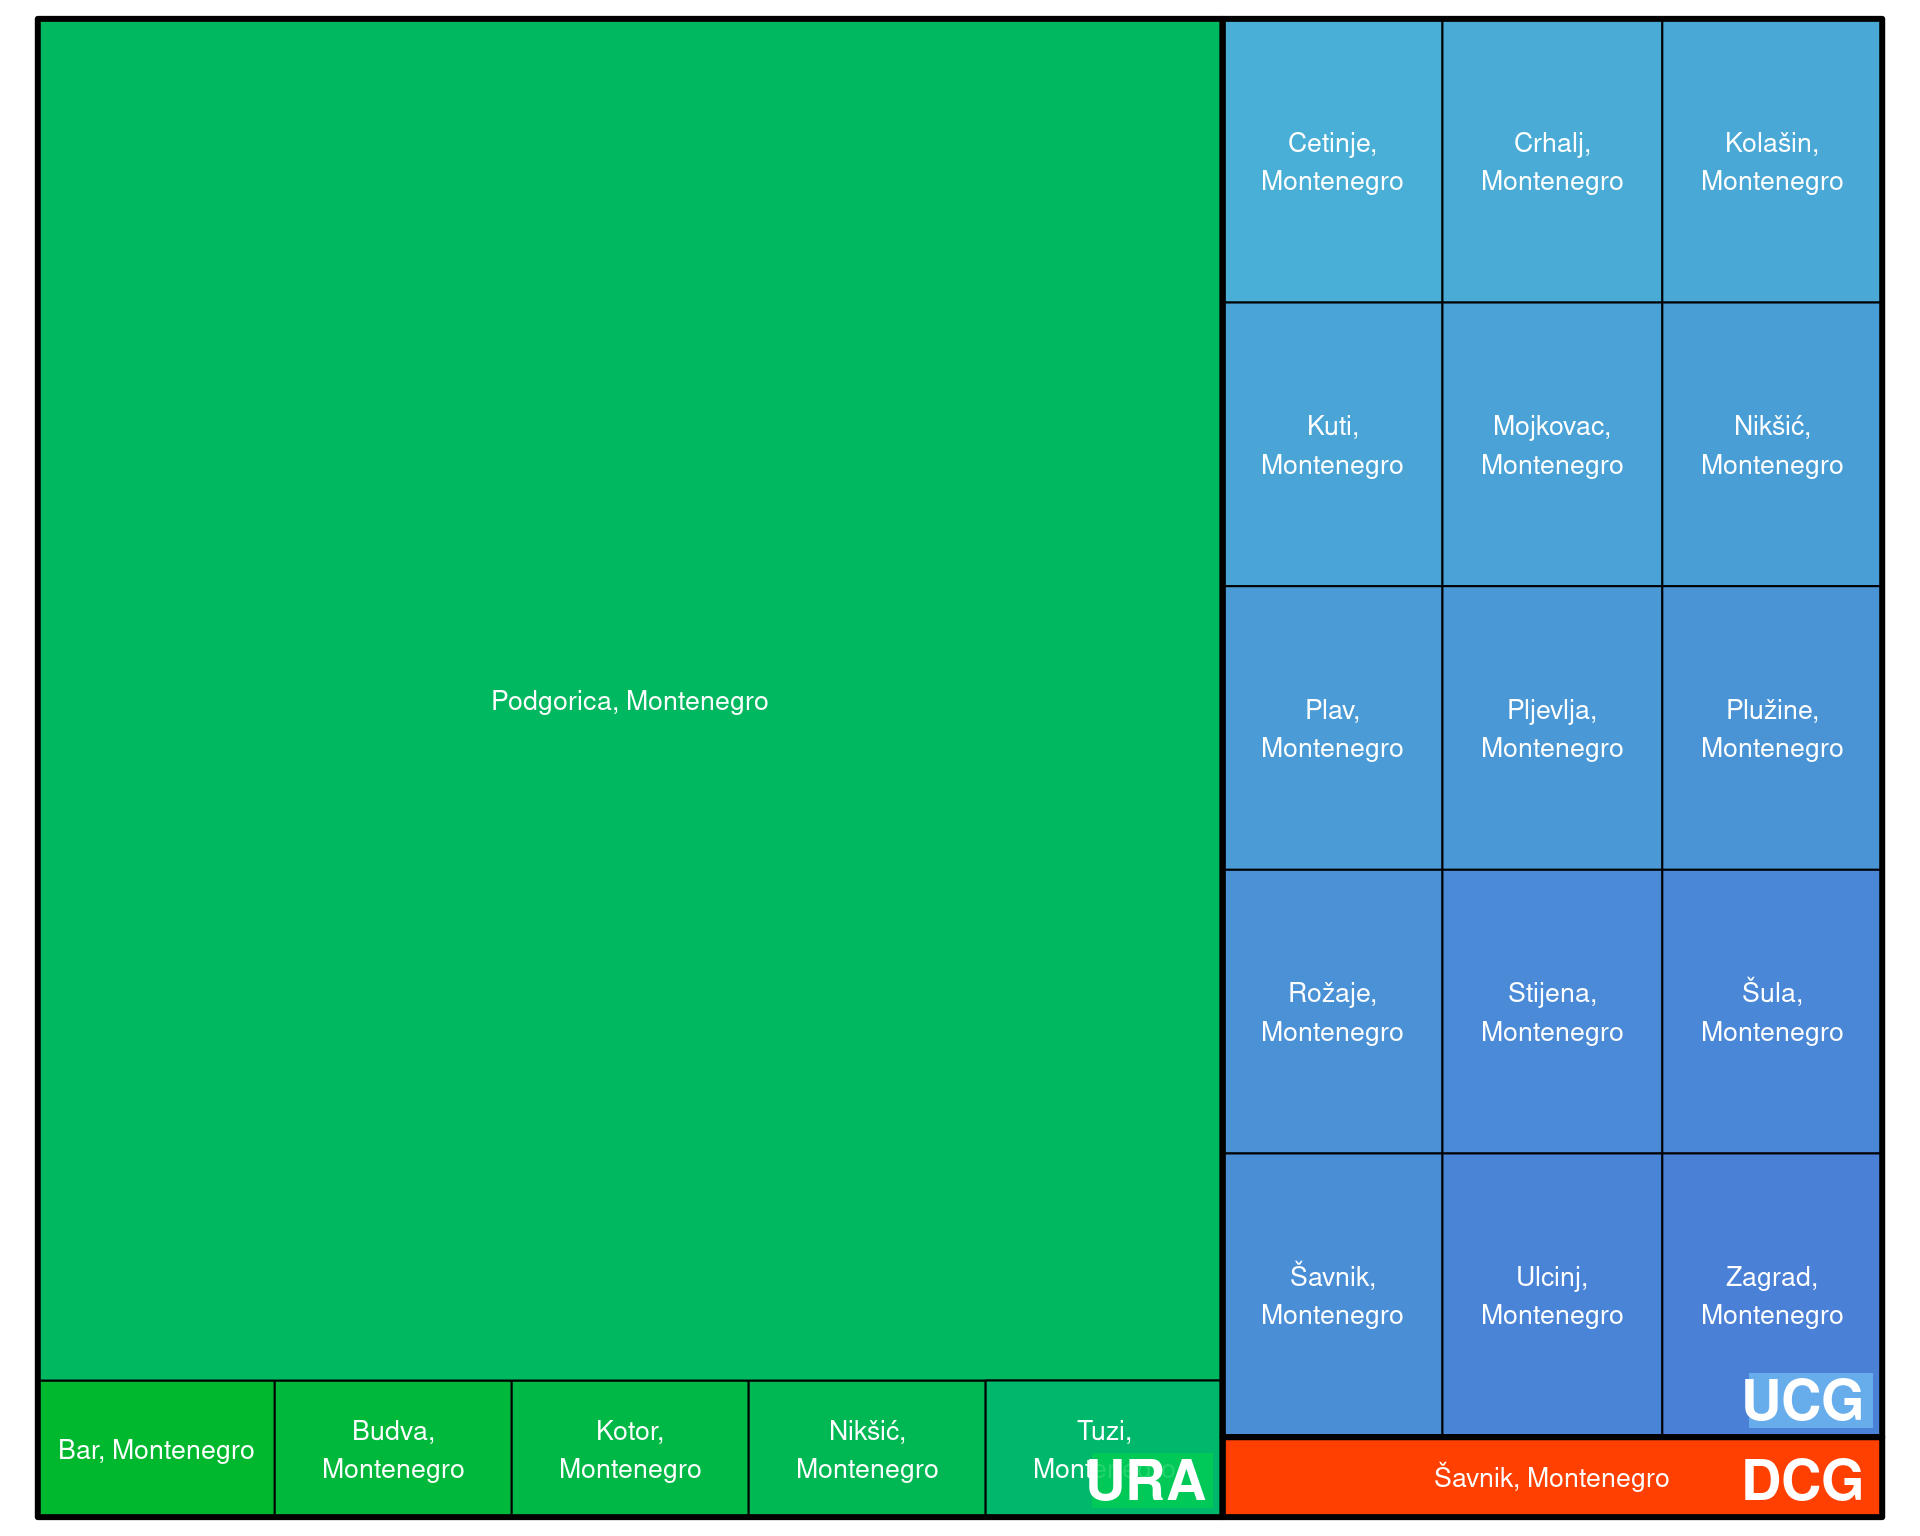 Podgorica, Montenegro
Bar, Montenegro
Budva,
Montenegro
Kotor,
Montenegro
Nikšić,
Montenegro
Tuzi,
Montenegro
URA
Cetinje,
Montenegro
Crhalj,
Montenegro
Kolašin,
Montenegro
Kuti,
Montenegro
Mojkovac,
Montenegro
Nikšić,
Montenegro
Plav,
Montenegro
Pljevlja,
Montenegro
Plužine,
Montenegro
Rožaje,
Montenegro
Stijena,
Montenegro
Šula,
Montenegro
Šavnik,
Montenegro
Ulcinj,
Montenegro
Zagrad,
Montenegro
UCG
Šavnik, Montenegro
DCG